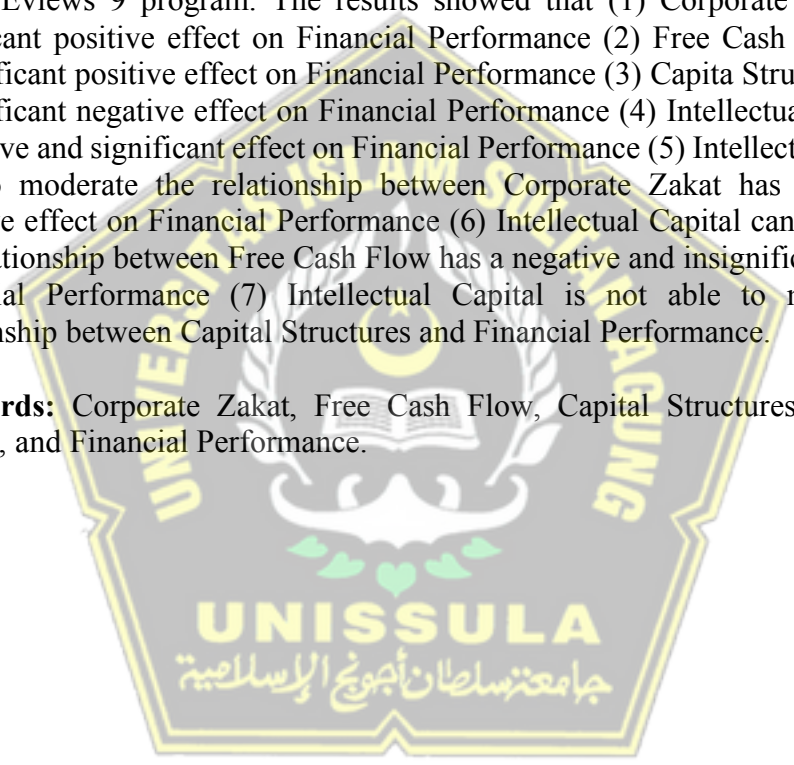 Eviews 9 program. The results showed that (1) Corporate
cant positive effect on Financial Performance (2) Free Cash
ficant positive effect on Financial Performance (3) Capita Stru
ficant negative effect on Financial Performance (4) Intellectua
ve and significant effect on Financial Performance (5) Intellect
moderate the relationship between Corporate Zakat has
e effect on Financial Performance (6) Intellectual Capital can
ationship between Free Cash Flow has a negative and insignific
al Performance (7) Intellectual Capital is not able to
nship between Capital Structures and Financial Performance.
rds: Corporate Zakat, Free Cash Flow, Capital Structures
, and Financial Performance.
UNIVERSITAS ISLAM SULTAN AGUNG
UNISSULA
جامعة سلطان أجونج الإسلامية